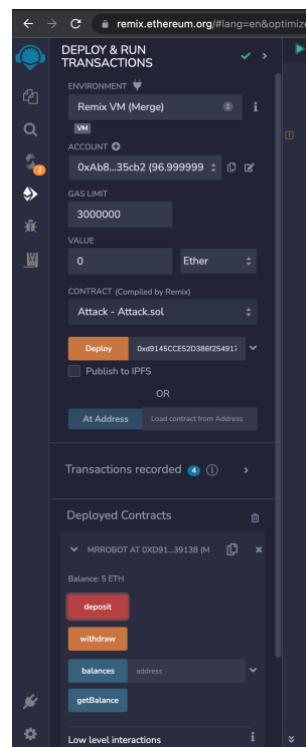 remix.ethereum.org/#lang=en&optimize
DEPLOY & RUN
TRANSACTIONS
ENVIRONMENT
Remix VM (Merge)
VM
ACCOUNT
0xAb8...35cb2 (96.999999
GAS LIMIT
3000000
VALUE
0 Ether
CONTRACT (Compiled by Remix)
Attack - Attack.sol
Deploy 0xd9145CCE52D386f254917
Publish to IPFS
OR
At Address Load contract from Address
Transactions recorded 4
Deployed Contracts
MRROBOT AT 0XD91...39138 (M
Balance: 5 ETH
deposit
withdraw
balances address
getBalance
Low level interactions